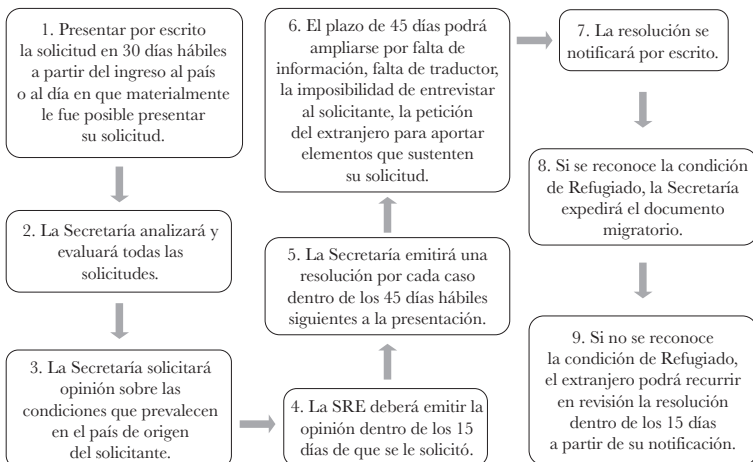 1. Presentar por escrito
la solicitud en 30 días hábiles
a partir del ingreso al país
o al día en que materialmente
le fue posible presentar
su solicitud.
2. La Secretaría analizará y
evaluará todas las
solicitudes.
3. La Secretaría solicitará
opinión sobre las
condiciones que prevalecen
en el país de origen
del solicitante.
4. La SRE deberá emitir la
opinión dentro de los 15
días de que se le solicitó.
5. La Secretaría emitirá una
resolución por cada caso
dentro de los 45 días hábiles
siguientes a la presentación.
6. El plazo de 45 días podrá
ampliarse por falta de
información, falta de traductor,
la imposibilidad de entrevistar
al solicitante, la petición
del extranjero para aportar
elementos que sustenten
su solicitud.
7. La resolución se
notificará por escrito.
8. Si se reconoce la condición
de Refugiado, la Secretaría
expedirá el documento
migratorio.
9. Si no se reconoce
la condición de Refugiado,
el extranjero podrá recurrir
en revisión la resolución
dentro de los 15 días
a partir de su notificación.